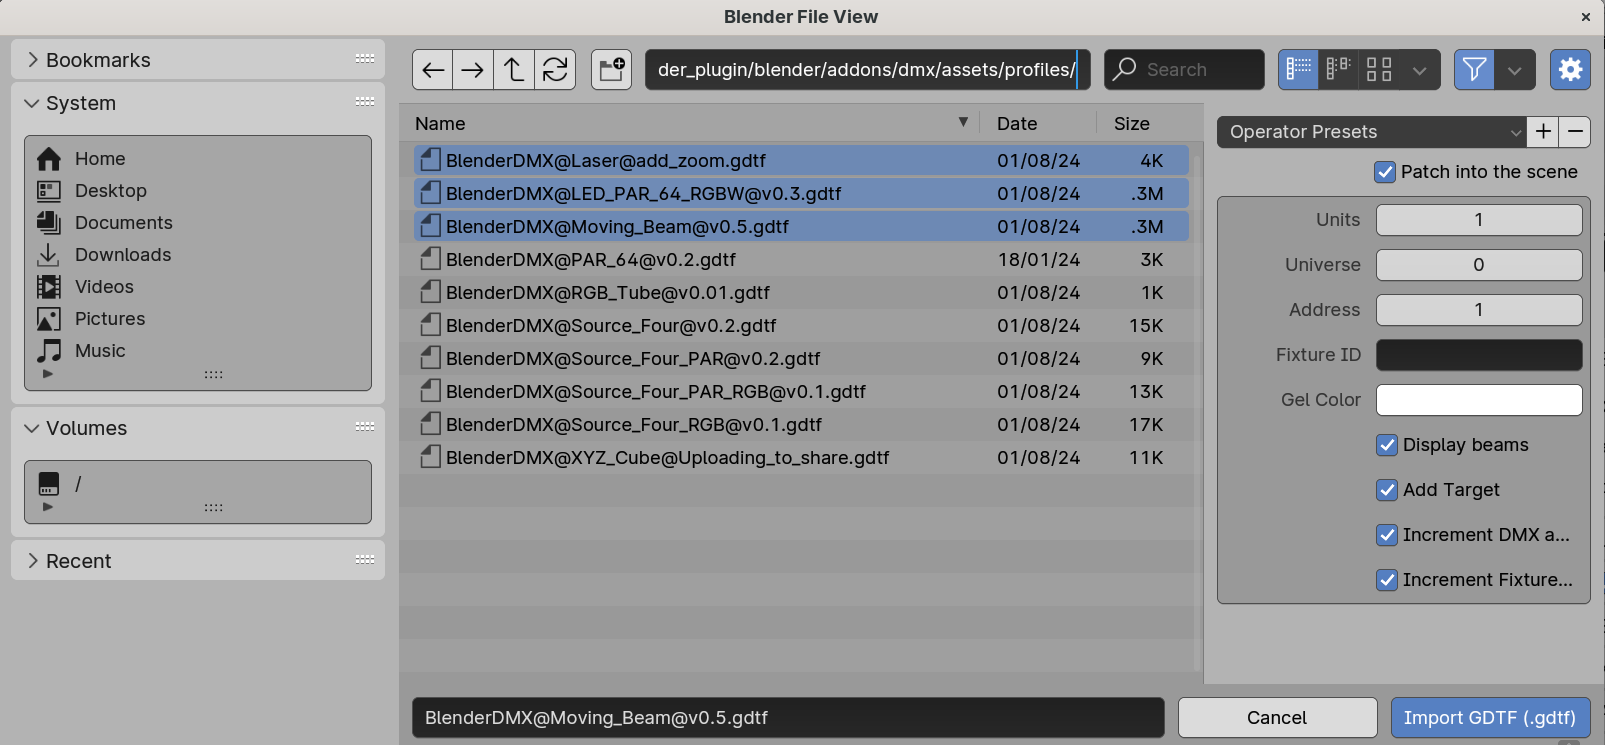 Blender File View
×
Bookmarks
System
Home
Desktop
Documents
Downloads
Videos
Pictures
Music
Volumes
/
Recent
der_plugin/blender/addons/dmx/assets/profiles/
Search
Name Date Size
BlenderDMX@Laser@add_zoom.gdtf 01/08/24 4K
BlenderDMX@LED_PAR_64_RGBW@v0.3.gdtf 01/08/24 .3M
BlenderDMX@Moving_Beam@v0.5.gdtf 01/08/24 .3M
BlenderDMX@PAR_64@v0.2.gdtf 18/01/24 3K
BlenderDMX@RGB_Tube@v0.01.gdtf 01/08/24 1K
BlenderDMX@Source_Four@v0.2.gdtf 01/08/24 15K
BlenderDMX@Source_Four_PAR@v0.2.gdtf 01/08/24 9K
BlenderDMX@Source_Four_PAR_RGB@v0.1.gdtf 01/08/24 13K
BlenderDMX@Source_Four_RGB@v0.1.gdtf 01/08/24 17K
BlenderDMX@XYZ_Cube@Uploading_to_share.gdtf 01/08/24 11K
Operator Presets
Patch into the scene
Units 1
Universe 0
Address 1
Fixture ID
Gel Color
Display beams
Add Target
Increment DMX a...
Increment Fixture...
BlenderDMX@Moving_Beam@v0.5.gdtf
Cancel
Import GDTF (.gdtf)